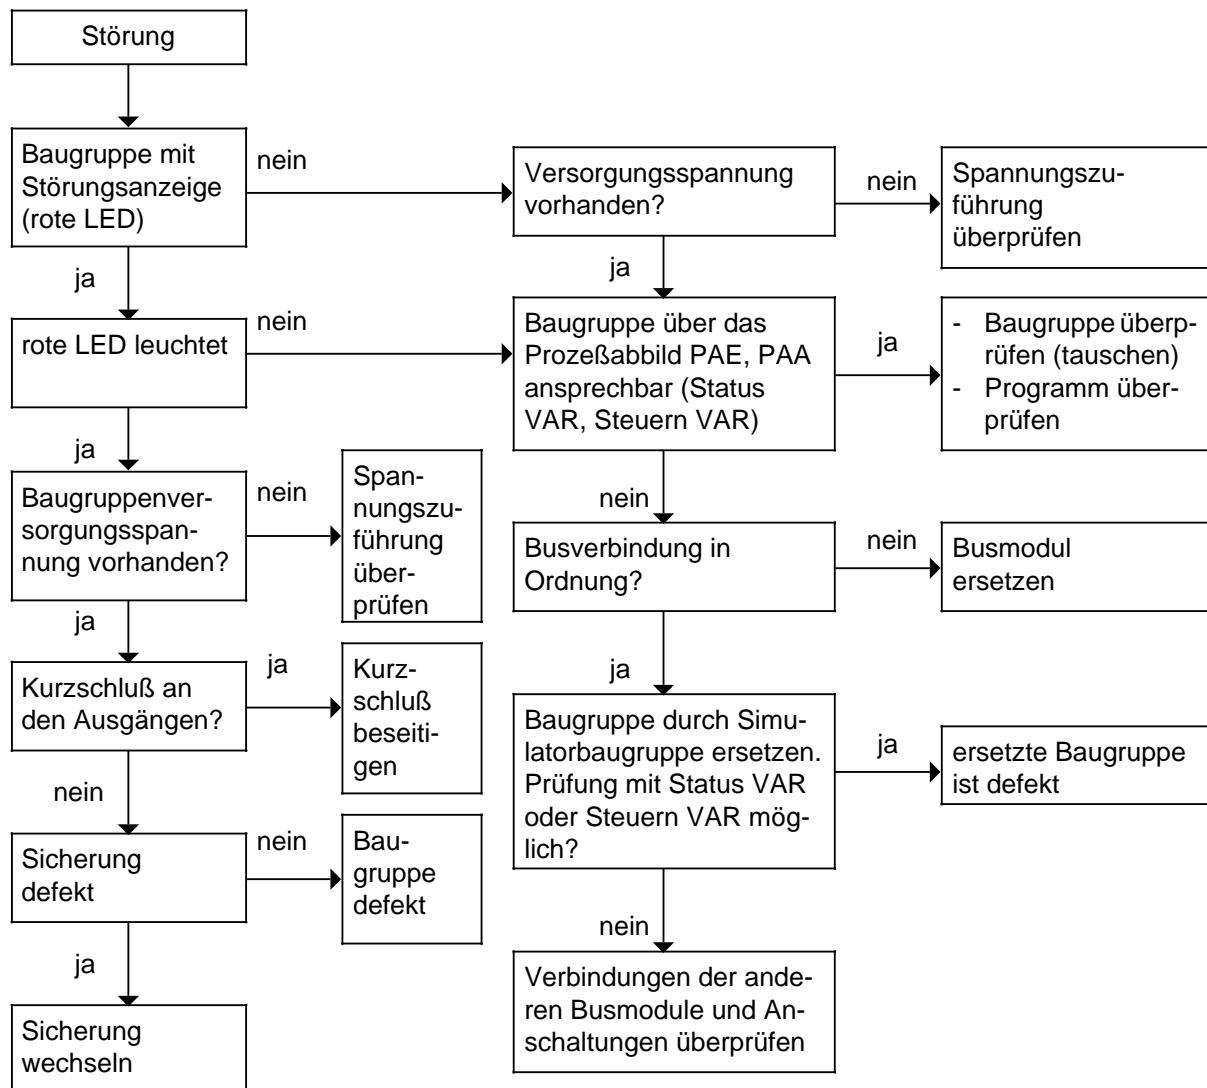 Störung
Baugruppe mit
Störungsanzeige
(rote LED)
nein
Versorgungsspannung
vorhanden?
nein
Spannungszu-
führung
überprüfen
ja
ja
rote LED leuchtet
nein
Baugruppe über das
Prozeßabbild PAE, PAA
ansprechbar (Status
VAR, Steuern VAR)
ja
- Baugruppe überp-
rüfen (tauschen)
- Programm über-
prüfen
ja
Baugruppenver-
sorgungsspan-
nung vorhanden?
nein
Span-
nungszu-
führung
über-
prüfen
nein
Busverbindung in
Ordnung?
nein
Busmodul
ersetzen
ja
Kurzschluß an
den Ausgängen?
ja
Kurz-
schluß
beseiti-
gen
ja
Baugruppe durch Simu-
latorbaugruppe ersetzen.
Prüfung mit Status VAR
oder Steuern VAR mög-
lich?
ja
ersetzte Baugruppe
ist defekt
nein
Sicherung
defekt
nein
Bau-
gruppe
defekt
nein
Verbindungen der ande-
ren Busmodule und An-
schaltungen überprüfen
ja
Sicherung
wechseln